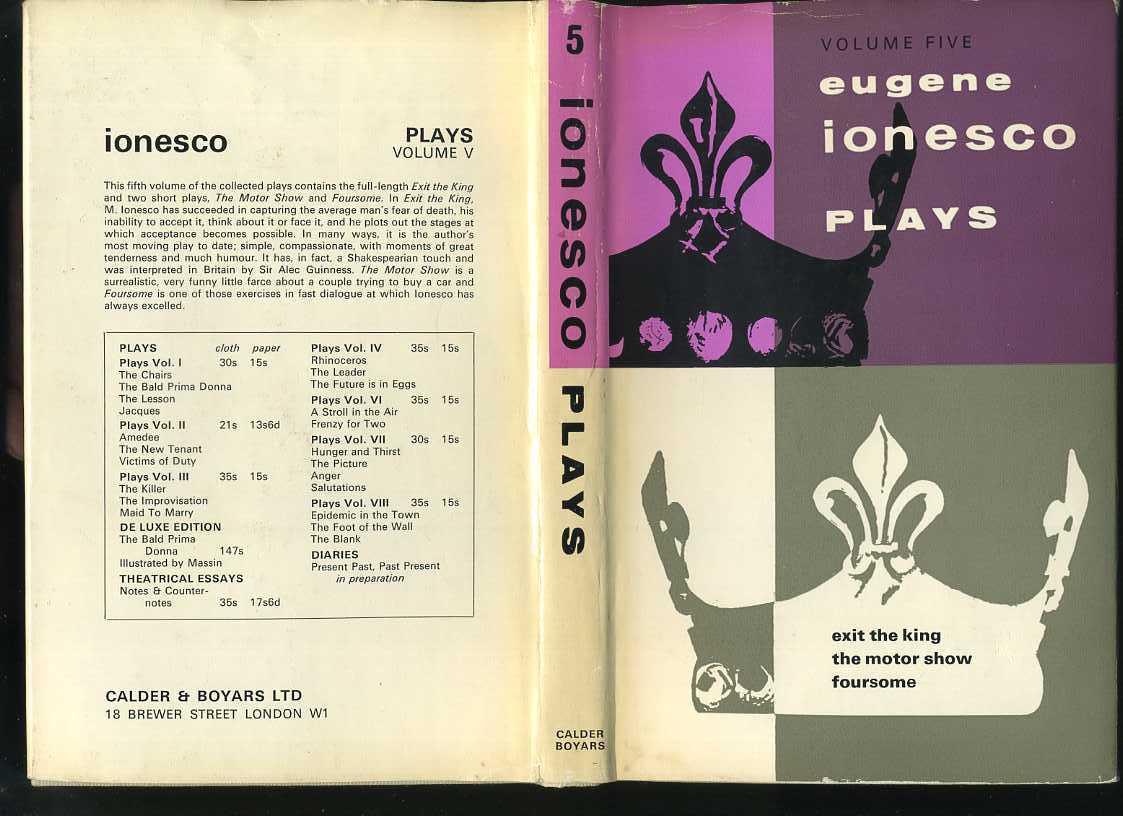 ionesco
PLAYS
VOLUME V
This fifth volume of the collected plays contains the full-length Exit the King
and two short plays, The Motor Show and Foursome. In Exit the King,
M. Ionesco has succeeded in capturing the average man's fear of death, his
inability to accept it, think about it or face it, and he plots out the stages at
which acceptance becomes possible. In many ways, it is the author's
most moving play to date; simple, compassionate, with moments of great
tenderness and much humour. It has, in fact, a Shakespearian touch and
was interpreted in Britain by Sir Alec Guinness. The Motor Show is a
surrealistic, very funny little farce about a couple trying to buy a car and
Foursome is one of those exercises in fast dialogue at which Ionesco has
always excelled.
PLAYS cloth paper
Plays Vol. I 30s 15s
The Chairs
The Bald Prima Donna
The Lesson
Jacques
Plays Vol. II 21s 13s6d
Amedee
The New Tenant
Victims of Duty
Plays Vol. III 35s 15s
The Killer
The Improvisation
Maid To Marry
DE LUXE EDITION
The Bald Prima
Donna 147s
Illustrated by Massin
THEATRICAL ESSAYS
Notes & Counter-
notes 35s 17s6d
Plays Vol. IV 35s 15s
Rhinoceros
The Leader
The Future is in Eggs
Plays Vol. VI 35s 15s
A Stroll in the Air
Frenzy for Two
Plays Vol. VII 30s 15s
Hunger and Thirst
The Picture
Anger
Salutations
Plays Vol. VIII 35s 15s
Epidemic in the Town
The Foot of the Wall
The Blank
DIARIES
Present Past, Past Present
in preparation
CALDER & BOYARS LTD
18 BREWER STREET LONDON W1
5
ionesco PLAYS
CALDER
BOYARS
VOLUME FIVE
eugene
ionesco
PLAYS
exit the king
the motor show
foursome